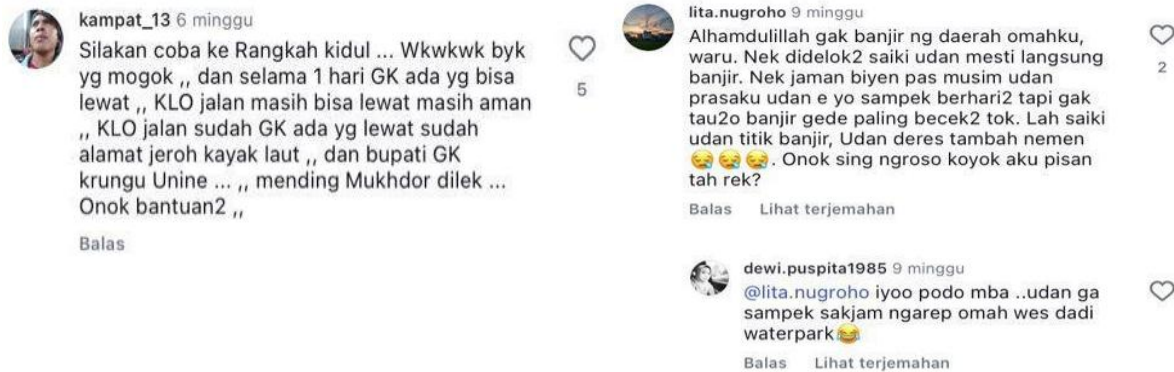 kampat_13 6 minggu
Silakan coba ke Rangkah kidul ... Wkwkwk byk
yg mogok ,, dan selama 1 hari GK ada yg bisa
lewat ,, KLO jalan masih bisa lewat masih aman
,, KLO jalan sudah GK ada yg lewat sudah
alamat jeroh kayak laut ,, dan bupati GK
krungu Unine ... ,, mending Mukhdor dilek ...
Onok bantuan2 ,,
Balas
5
lita.nugroho 9 minggu
Alhamdulillah gak banjir ng daerah omahku,
waru. Nek didelok2 saiki udan mesti langsung
banjir. Nek jaman biyen pas musim udan
prasaku udan e yo sampek berhari2 tapi gak
tau2o banjir gede paling becek2 tok. Lah saiki
udan titik banjir, Udan deres tambah nemen
😪😪😪. Onok sing ngroso koyok aku pisan
tah rek?
Balas Lihat terjemahan
2
dewi.puspita1985 9 minggu
@lita.nugroho iyoo podo mba ..udan ga
sampek sakjam ngarep omah wes dadi
waterpark😂
Balas Lihat terjemahan